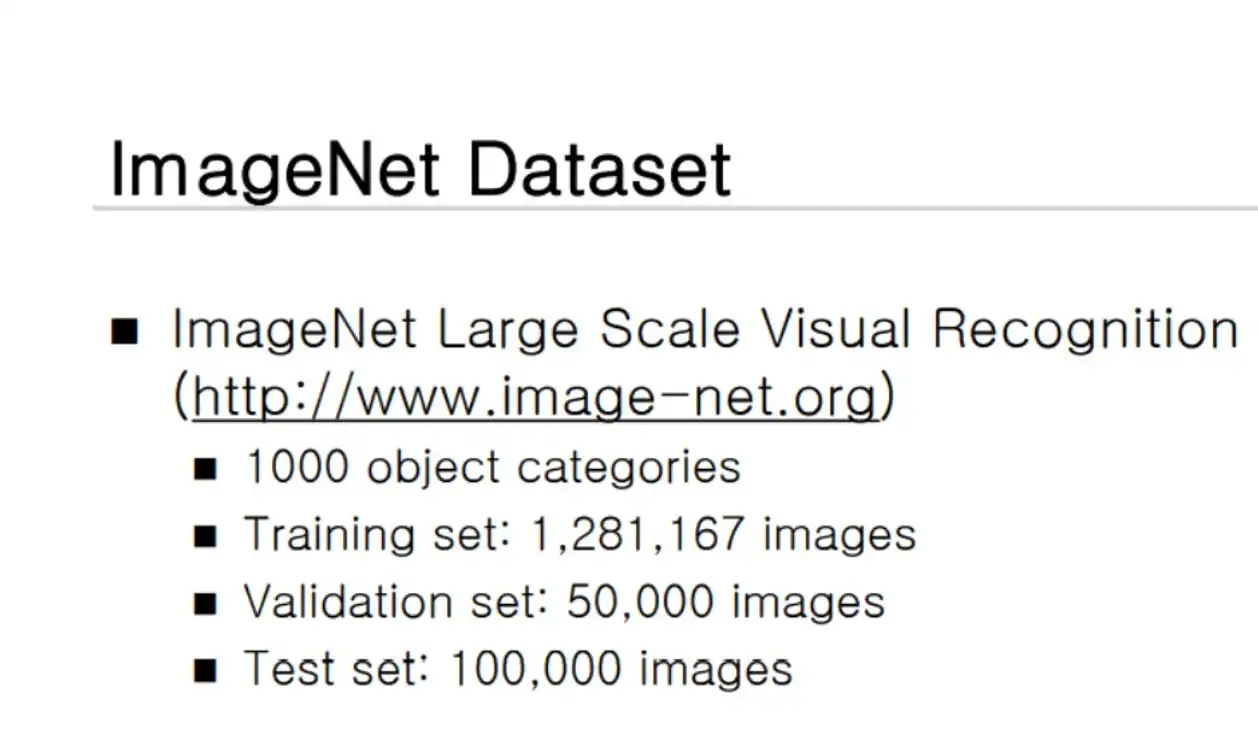 ImageNet Dataset
■ ImageNet Large Scale Visual Recognition
(http://www.image-net.org)
■ 1000 object categories
■ Training set: 1,281,167 images
■ Validation set: 50,000 images
■ Test set: 100,000 images